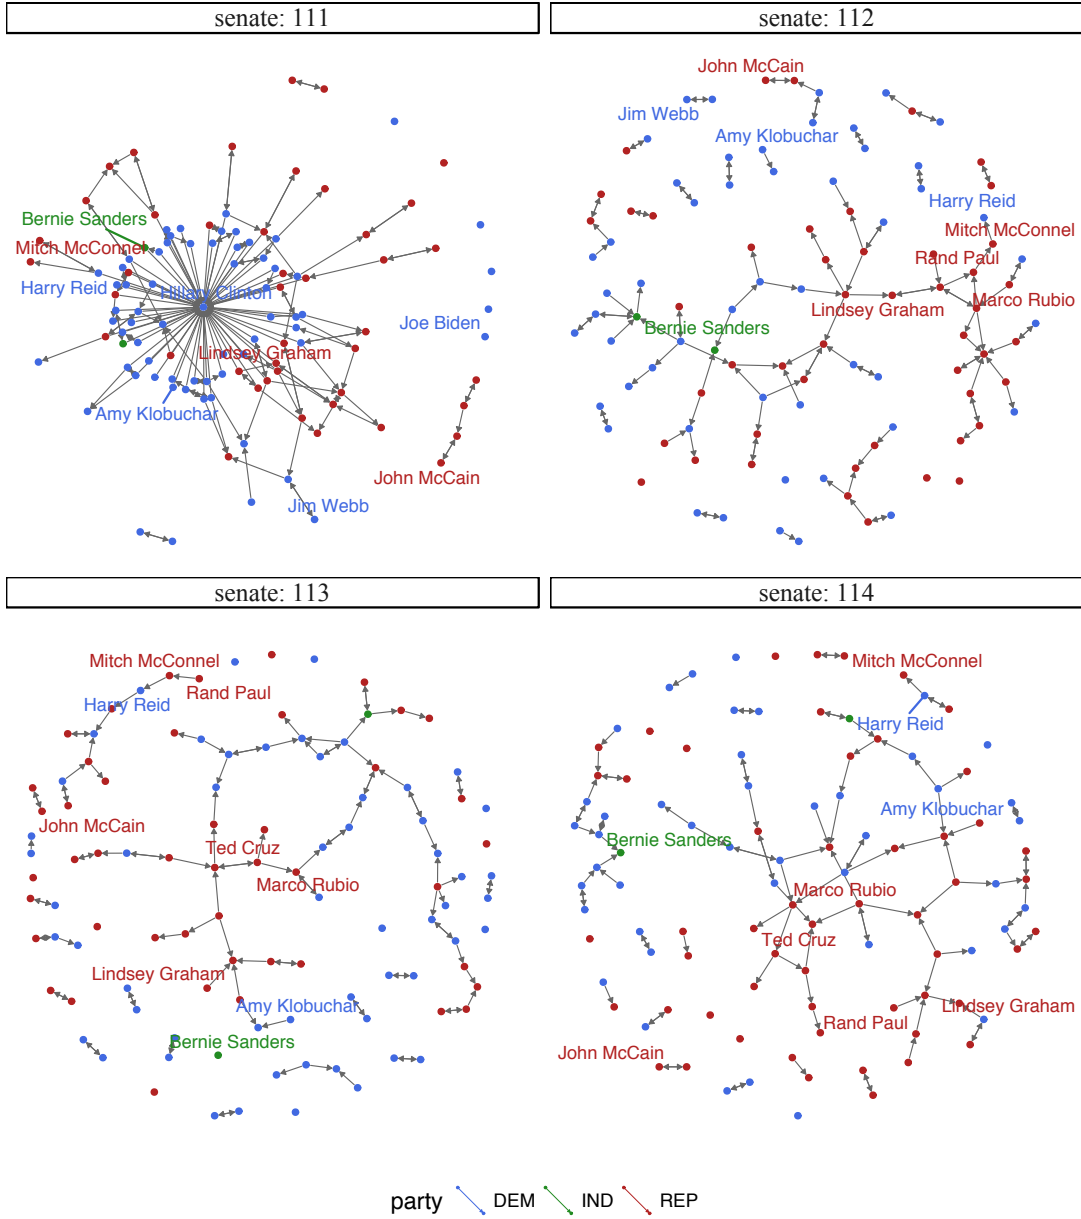 senate: 111
Bernie Sanders
Mitch McConnel
Harry Reid
Hillary Clinton
Joe Biden
Lindsey Graham
Amy Klobuchar
John McCain
Jim Webb
senate: 112
John McCain
Jim Webb
Amy Klobuchar
Harry Reid
Mitch McConnel
Rand Paul
Marco Rubio
Lindsey Graham
Bernie Sanders
senate: 113
Mitch McConnel
Rand Paul
Harry Reid
John McCain
Ted Cruz
Marco Rubio
Lindsey Graham
Amy Klobuchar
Bernie Sanders
senate: 114
Mitch McConnel
Harry Reid
Amy Klobuchar
Bernie Sanders
Marco Rubio
Ted Cruz
Lindsey Graham
Rand Paul
John McCain
party DEM IND REP